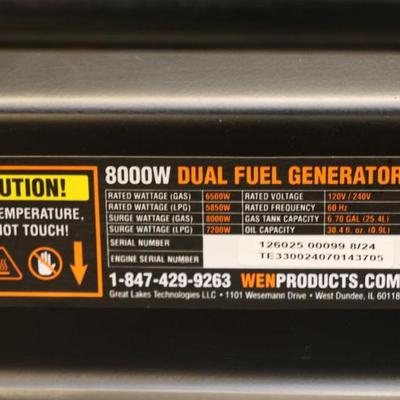 UTION!
TEMPERATURE,
NOT TOUCH!
8000W DUAL FUEL GENERATOR
RATED WATTAGE (GAS) 6500W RATED VOLTAGE 120V / 240V
RATED WATTAGE (LPG) 5850W RATED FREQUENCY 60 Hz
SURGE WATTAGE (GAS) 8000W GAS TANK CAPACITY 6.70 GAL (25.4L)
SURGE WATTAGE (LPG) 7200W OIL CAPACITY 30.4 fl. oz. (0.9L)
SERIAL NUMBER 126025 00099 8/24
ENGINE SERIAL NUMBER TE330024070143705
1-847-429-9263 WENPRODUCTS.COM
Great Lakes Technologies LLC • 1101 Wesemann Drive • West Dundee, IL 60118